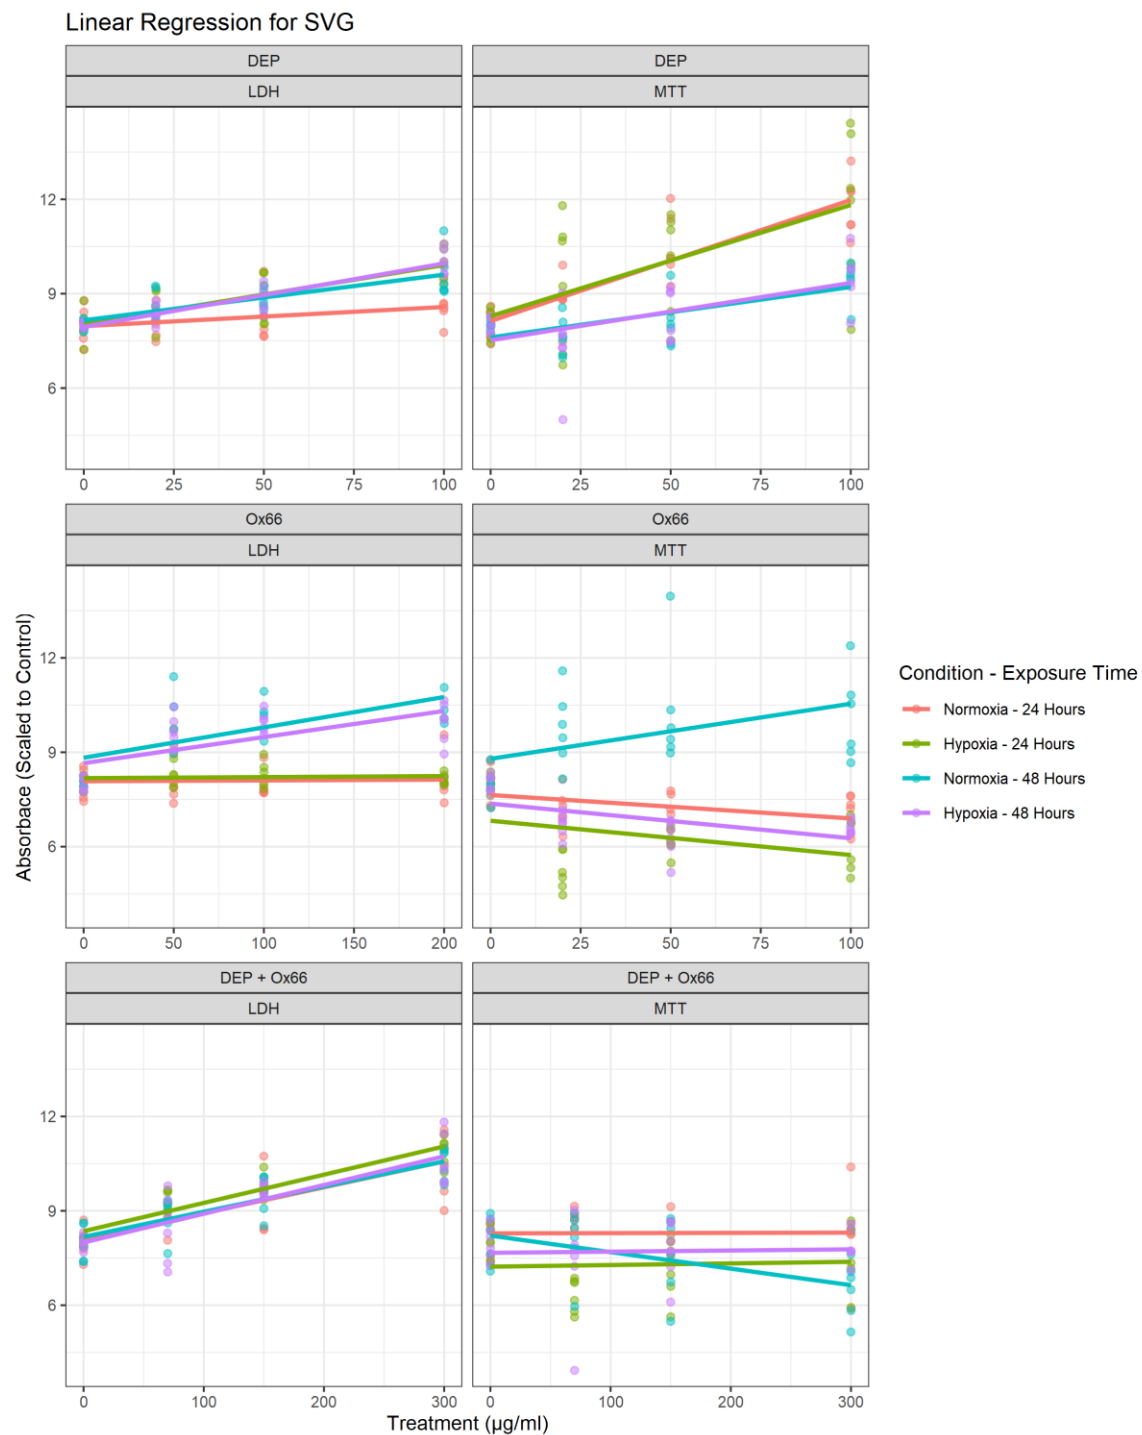 Linear Regression for SVG
DEP
DEP
LDH
MTT
12
9
6
0 25 50 75 100
0 25 50 75 100
Ox66
Ox66
LDH
MTT
12
9
6
0 50 100 150 200
0 25 50 75 100
DEP + Ox66
DEP + Ox66
LDH
MTT
12
9
6
0 100 200 300
0 100 200 300
Treatment (µg/ml)
Absorbace (Scaled to Control)
Condition - Exposure Time
Normoxia - 24 Hours
Hypoxia - 24 Hours
Normoxia - 48 Hours
Hypoxia - 48 Hours